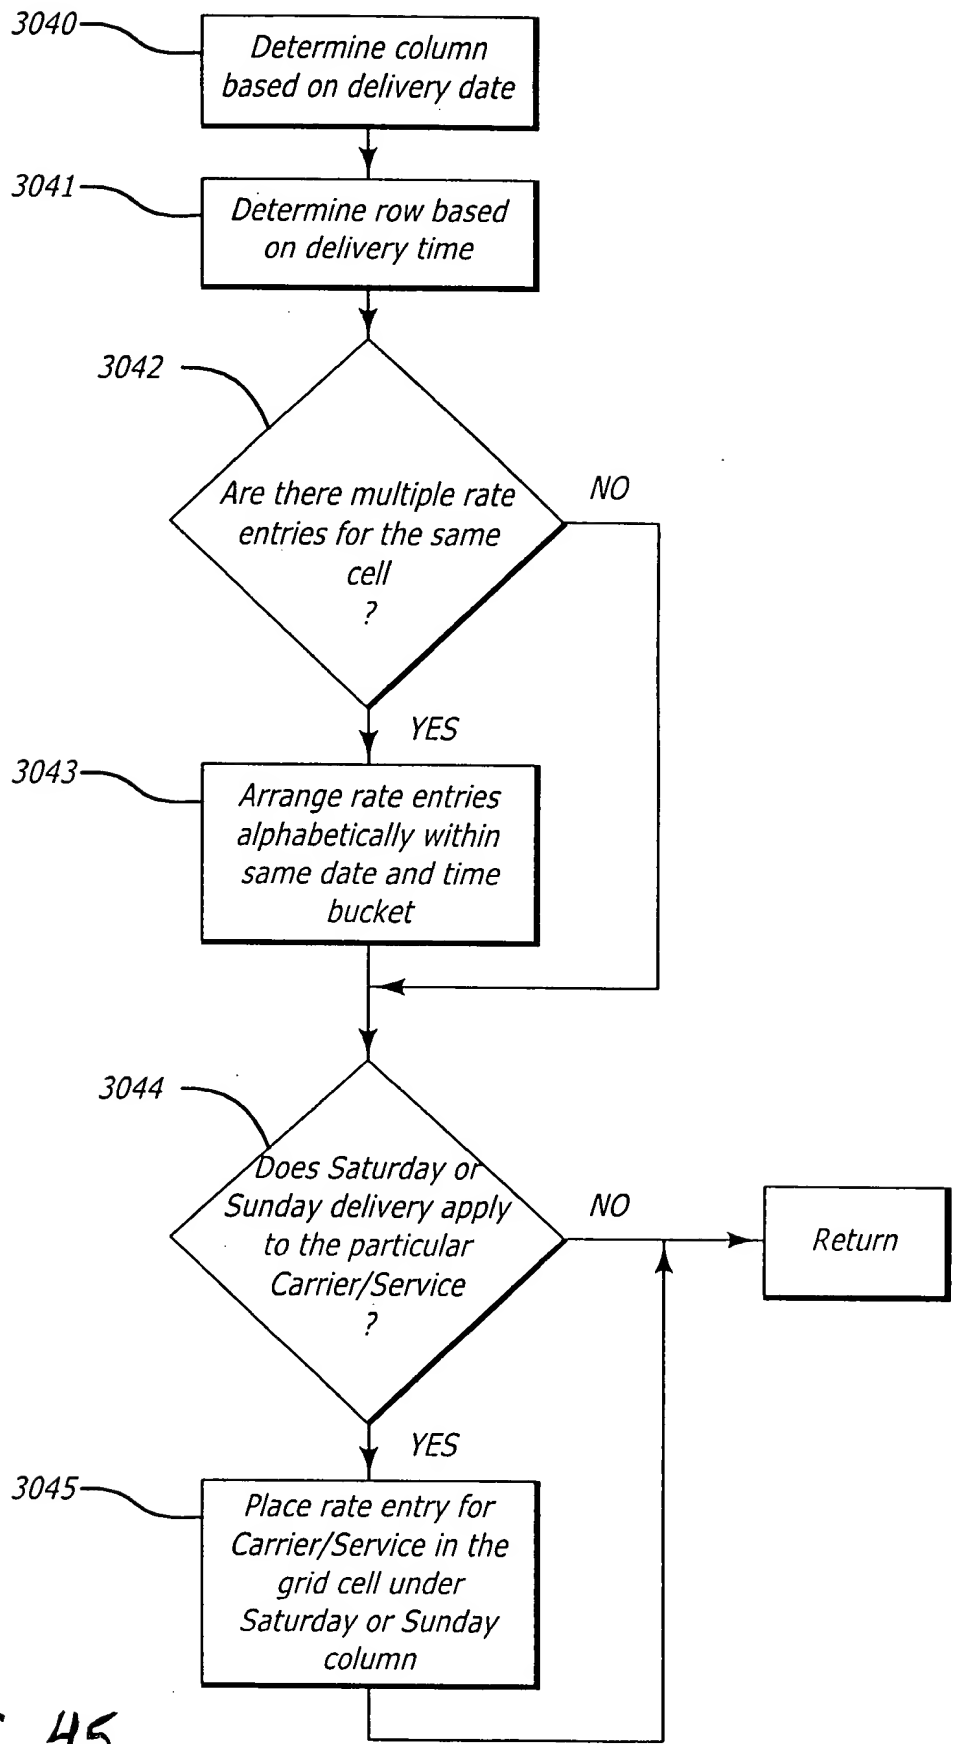 3040
Determine column
based on delivery date
3041
Determine row based
on delivery time
3042
Are there multiple rate
entries for the same
cell
?
NO
YES
3043
Arrange rate entries
alphabetically within
same date and time
bucket
3044
Does Saturday or
Sunday delivery apply
to the particular
Carrier/Service
?
NO
Return
YES
3045
Place rate entry for
Carrier/Service in the
grid cell under
Saturday or Sunday
column
45